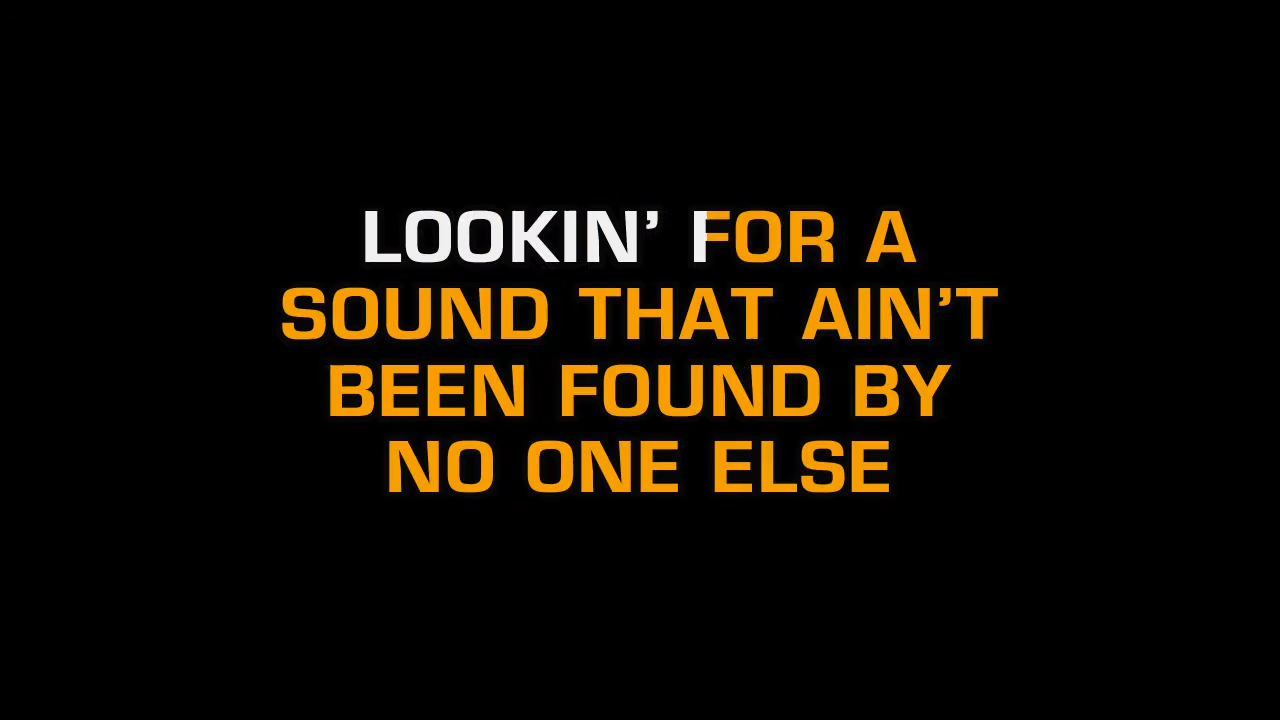 LOOKIN’ FOR A
SOUND THAT AIN’T
BEEN FOUND BY
NO ONE ELSE